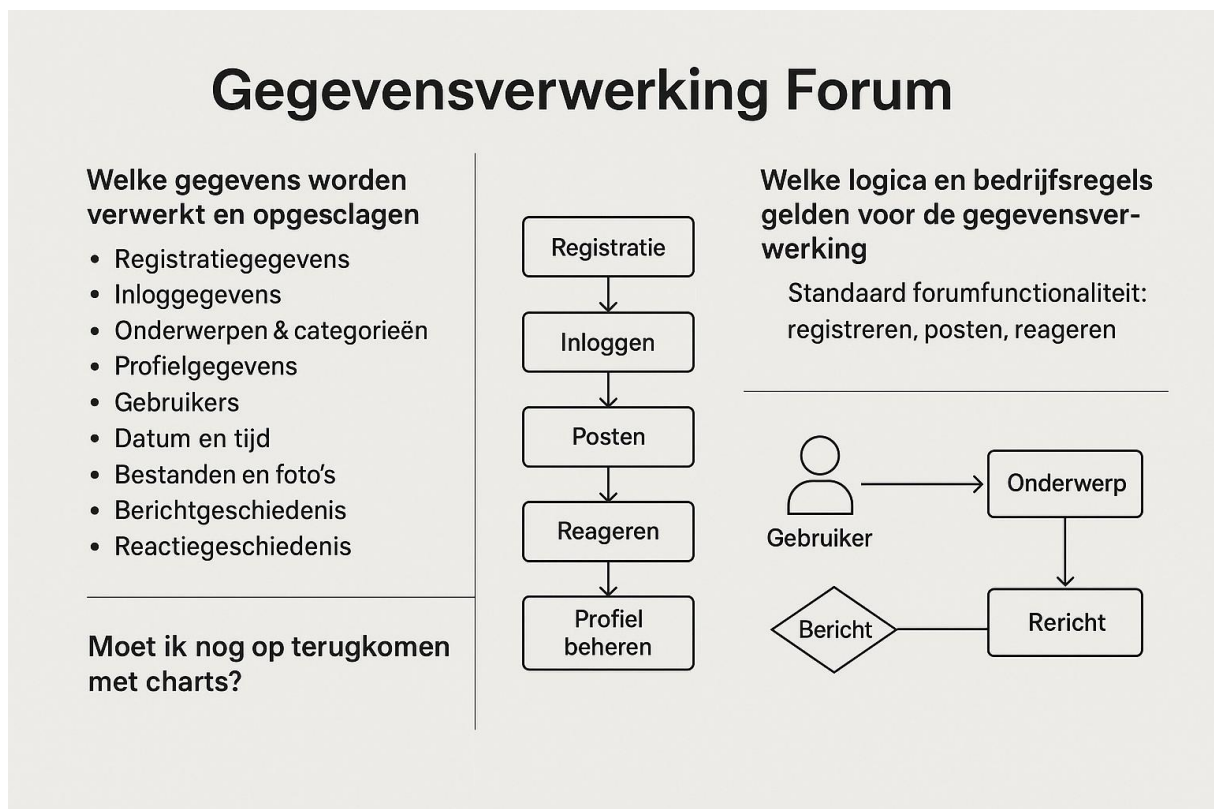 Gegevensverwerking Forum
Welke gegevens worden
verwerkt en opgesclagen
• Registratiegegevens
• Inloggegevens
• Onderwerpen & categorieën
• Profielgegevens
• Gebruikers
• Datum en tijd
• Bestanden en foto's
• Berichtgeschiedenis
• Reactiegeschiedenis
Moet ik nog op terugkomen
met charts?
Registratie
Inloggen
Posten
Reageren
Profiel
beheren
Welke logica en bedrijfsregels
gelden voor de gegevensver-
werking
Standaard forumfunctionaliteit:
registreren, posten, reageren
Gebruiker
Onderwerp
Bericht
Rericht